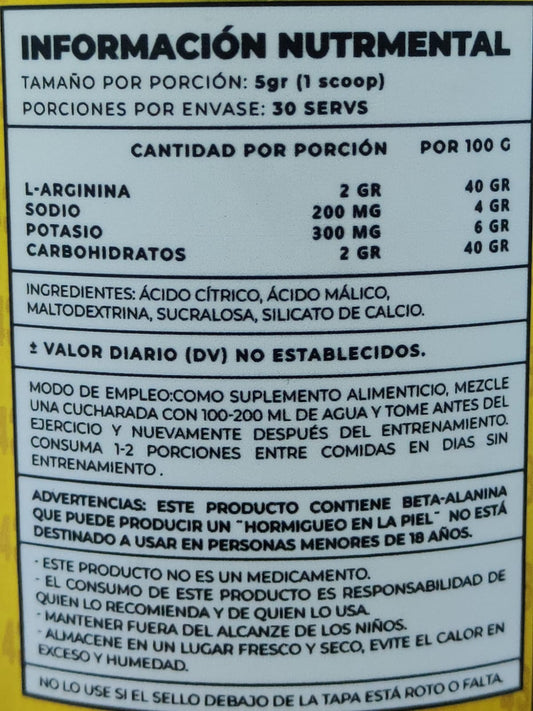 INFORMACIÓN NUTRMENTAL
TAMAÑO POR PORCIÓN: 5gr (1 scoop)
PORCIONES POR ENVASE: 30 SERVS
CANTIDAD POR PORCIÓN POR 100 G
L-ARGININA 2 GR 40 GR
SODIO 200 MG 4 GR
POTASIO 300 MG 6 GR
CARBOHIDRATOS 2 GR 40 GR
INGREDIENTES: ÁCIDO CÍTRICO, ÁCIDO MÁLICO,
MALTODEXTRINA, SUCRALOSA, SILICATO DE CALCIO.
± VALOR DIARIO (DV) NO ESTABLECIDOS.
MODO DE EMPLEO:COMO SUPLEMENTO ALIMENTICIO, MEZCLE
UNA CUCHARADA CON 100-200 ML DE AGUA Y TOME ANTES DEL
EJERCICIO Y NUEVAMENTE DESPUÉS DEL ENTRENAMIENTO.
CONSUMA 1-2 PORCIONES ENTRE COMIDAS EN DIAS SIN
ENTRENAMIENTO .
ADVERTENCIAS: ESTE PRODUCTO CONTIENE BETA-ALANINA
QUE PUEDE PRODUCIR UN "HORMIGUEO EN LA PIEL" NO ESTÁ
DESTINADO A USAR EN PERSONAS MENORES DE 18 AÑOS.
- ESTE PRODUCTO NO ES UN MEDICAMENTO.
- EL CONSUMO DE ESTE PRODUCTO ES RESPONSABILIDAD DE
QUIEN LO RECOMIENDA Y DE QUIEN LO USA.
- MANTENER FUERA DEL ALCANZE DE LOS NIÑOS.
- ALMACENE EN UN LUGAR FRESCO Y SECO, EVITE EL CALOR EN
EXCESO Y HUMEDAD.
NO LO USE SI EL SELLO DEBAJO DE LA TAPA ESTÁ ROTO O FALTA.